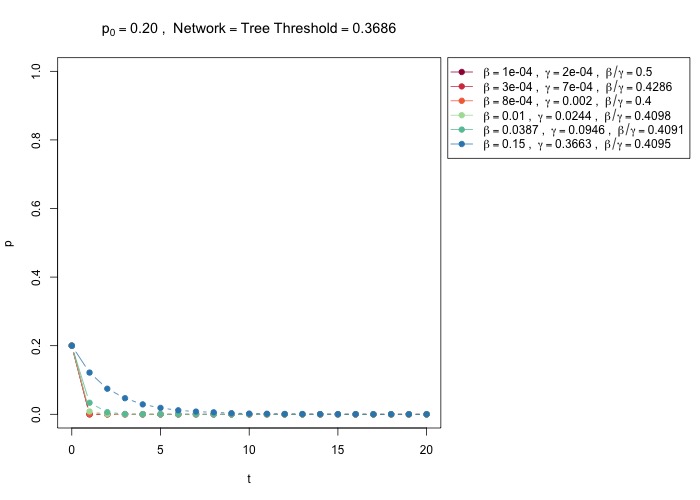 p0 = 0.20 , Network = Tree Threshold = 0.3686
β = 1e-04 , γ = 2e-04 , β/γ = 0.5
β = 3e-04 , γ = 7e-04 , β/γ = 0.4286
β = 8e-04 , γ = 0.002 , β/γ = 0.4
β = 0.01 , γ = 0.0244 , β/γ = 0.4098
β = 0.0387 , γ = 0.0946 , β/γ = 0.4091
β = 0.15 , γ = 0.3663 , β/γ = 0.4095
1.0
0.8
0.6
0.4
0.2
0.0
p
0 5 10 15 20
t